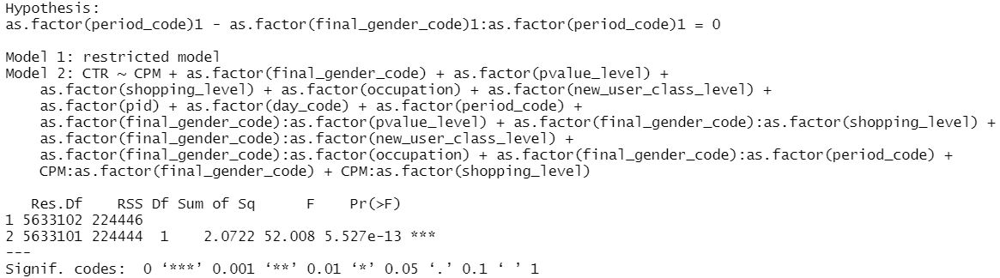 Hypothesis:
as.factor(period_code)1 - as.factor(final_gender_code)1:as.factor(period_code)1 = 0

Model 1: restricted model
Model 2: CTR ~ CPM + as.factor(final_gender_code) + as.factor(pvalue_level) +
    as.factor(shopping_level) + as.factor(occupation) + as.factor(new_user_class_level) +
    as.factor(pid) + as.factor(day_code) + as.factor(period_code) +
    as.factor(final_gender_code):as.factor(pvalue_level) + as.factor(final_gender_code):as.factor(shopping_level) +
    as.factor(final_gender_code):as.factor(new_user_class_level) +
    as.factor(final_gender_code):as.factor(occupation) + as.factor(final_gender_code):as.factor(period_code) +
    CPM:as.factor(final_gender_code) + CPM:as.factor(shopping_level)

   Res.Df    RSS Df Sum of Sq      F    Pr(>F)
1 5633102 224446
2 5633101 224444  1    2.0722 52.008 5.527e-13 ***
---
Signif. codes:  0 ‘***’ 0.001 ‘**’ 0.01 ‘*’ 0.05 ‘.’ 0.1 ‘ ’ 1